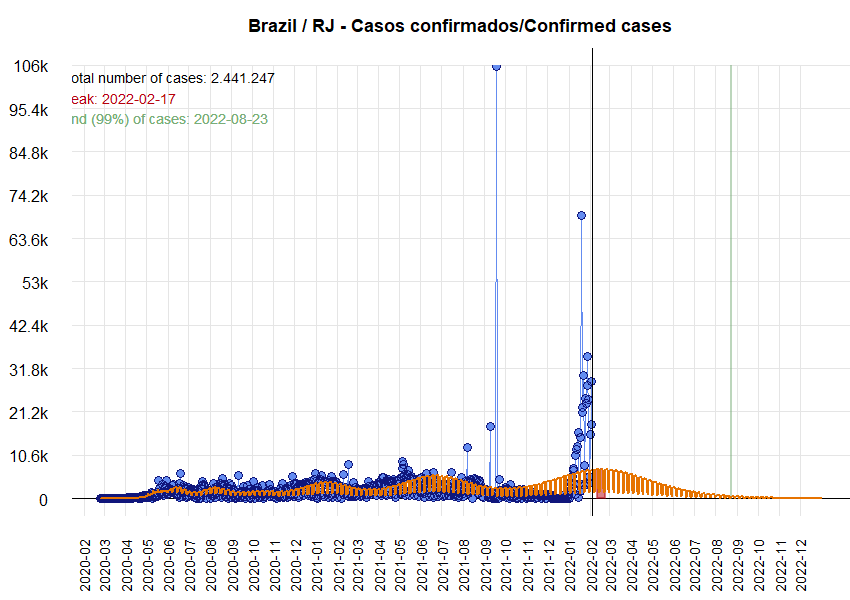 Brazil / RJ - Casos confirmados/Confirmed cases
106k
otal number of cases: 2.441.247
eak: 2022-02-17
95.4k
nd (99%) of cases: 2022-08-23
84.8k
74.2k
63.6k
53k
42.4k
31.8k
21.2k
10.6k
0
2020-02
2020-03
2020-04
2020-05
2020-06
2020-07
2020-08
2020-09
2020-10
2020-11
2020-12
2021-01
2021-02
2021-03
2021-04
2021-05
2021-06
2021-07
2021-08
2021-09
2021-10
2021-11
2021-12
2022-01
2022-02
2022-03
2022-04
2022-05
2022-06
2022-07
2022-08
2022-09
2022-10
2022-11
2022-12